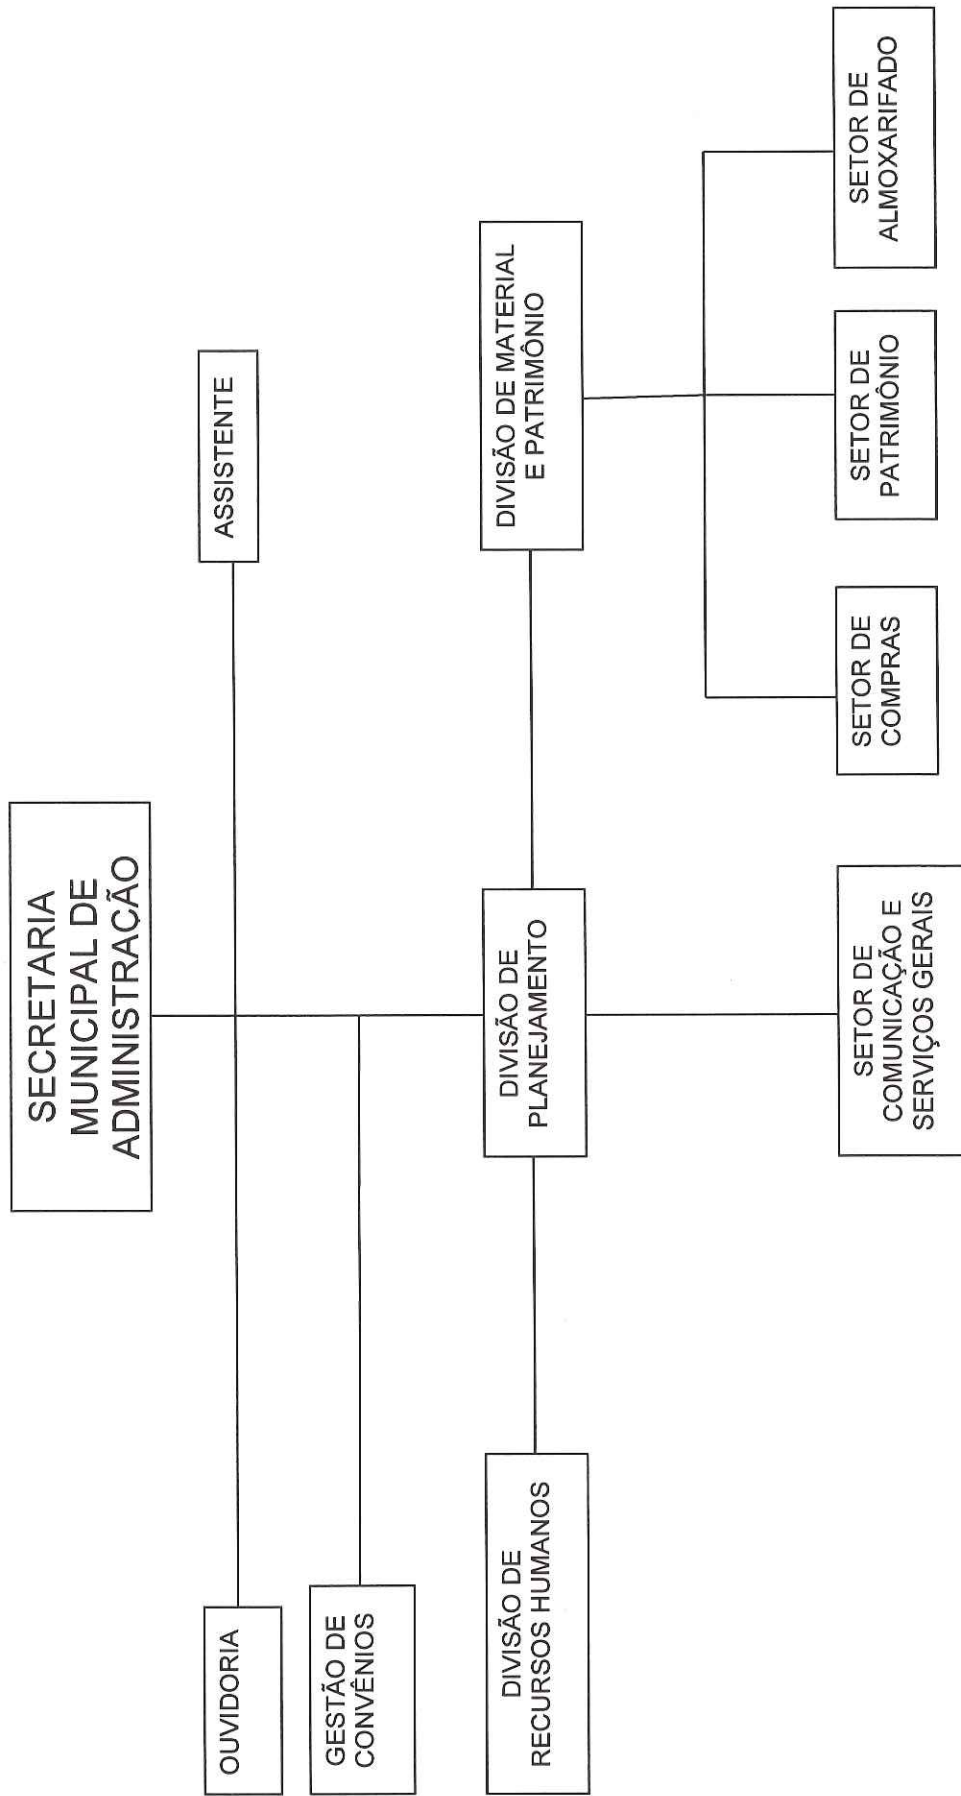 SECRETARIA
MUNICIPAL DE
ADMINISTRAÇÃO
OUVIDORIA
ASSISTENTE
GESTÃO DE
CONVÊNIOS
DIVISÃO DE
RECURSOS HUMANOS
DIVISÃO DE
PLANEJAMENTO
DIVISÃO DE MATERIAL
E PATRIMÔNIO
SETOR DE
COMUNICAÇÃO E
SERVIÇOS GERAIS
SETOR DE
COMPRAS
SETOR DE
PATRIMÔNIO
SETOR DE
ALMOXARIFADO